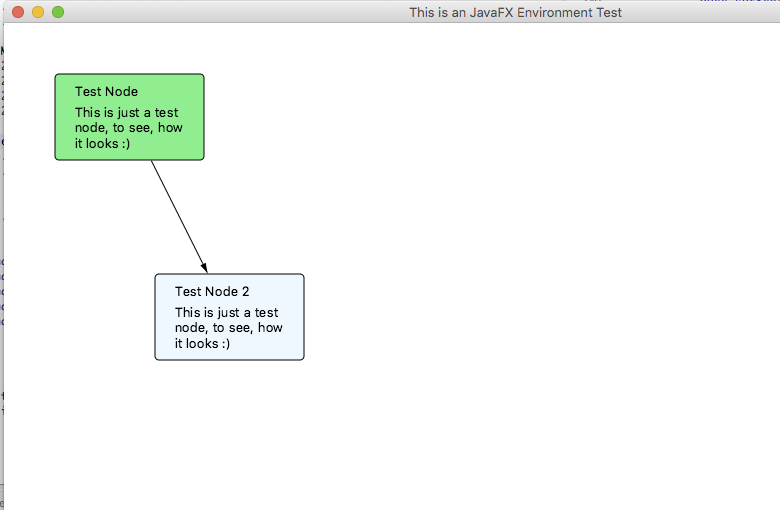 This is an JavaFX Environment Test
Test Node
This is just a test
node, to see, how
it looks :)
Test Node 2
This is just a test
node, to see, how
it looks :)